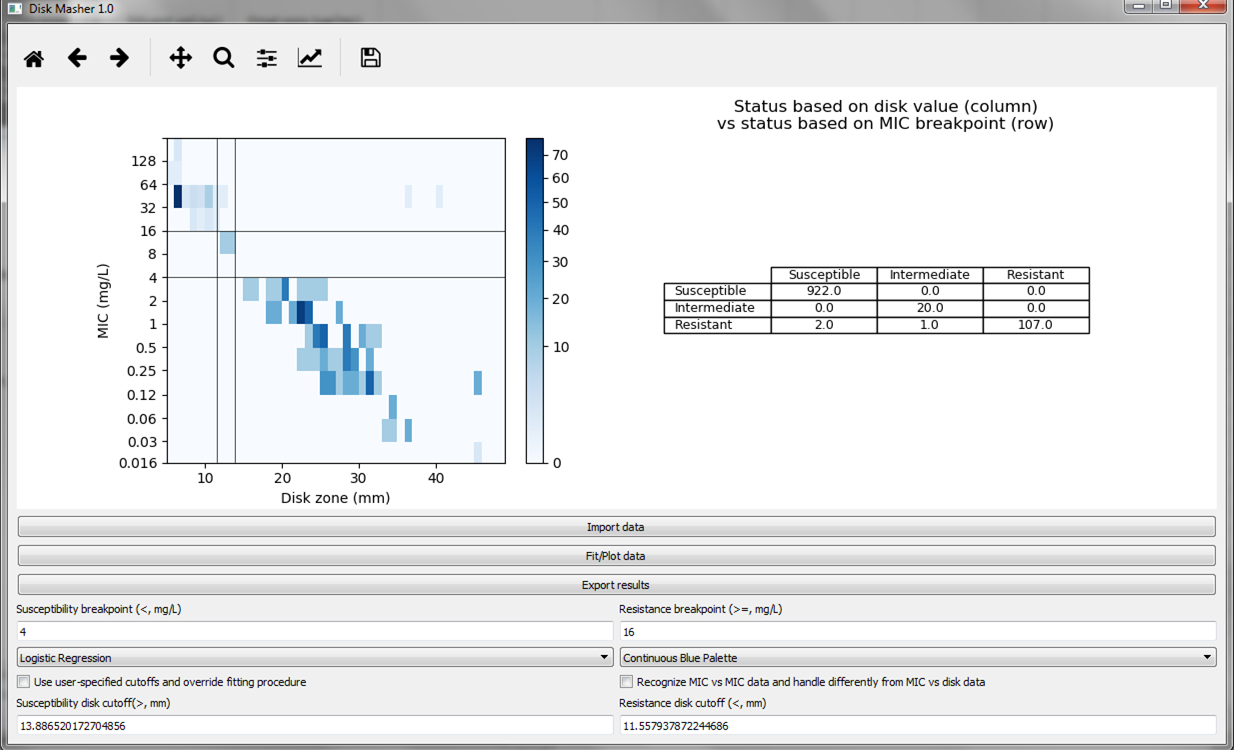 Disk Masher 1.0
Status based on disk value (column)
vs status based on MIC breakpoint (row)
128
64
32
16
8
4
2
1
0.5
0.25
0.12
0.06
0.03
0.016
MIC (mg/L)
10 20 30 40
Disk zone (mm)
70
60
50
40
30
20
10
0
Susceptible Intermediate Resistant
Susceptible 922.0 0.0 0.0
Intermediate 0.0 20.0 0.0
Resistant 2.0 1.0 107.0
Import data
Fit/Plot data
Export results
Susceptibility breakpoint (<, mg/L) Resistance breakpoint (>=, mg/L)
4 16
Logistic Regression Continuous Blue Palette
Use user-specified cutoffs and override fitting procedure Recognize MIC vs MIC data and handle differently from MIC vs disk data
Susceptibility disk cutoff(>, mm) Resistance disk cutoff (<, mm)
13.886520172704856 11.557937872244686